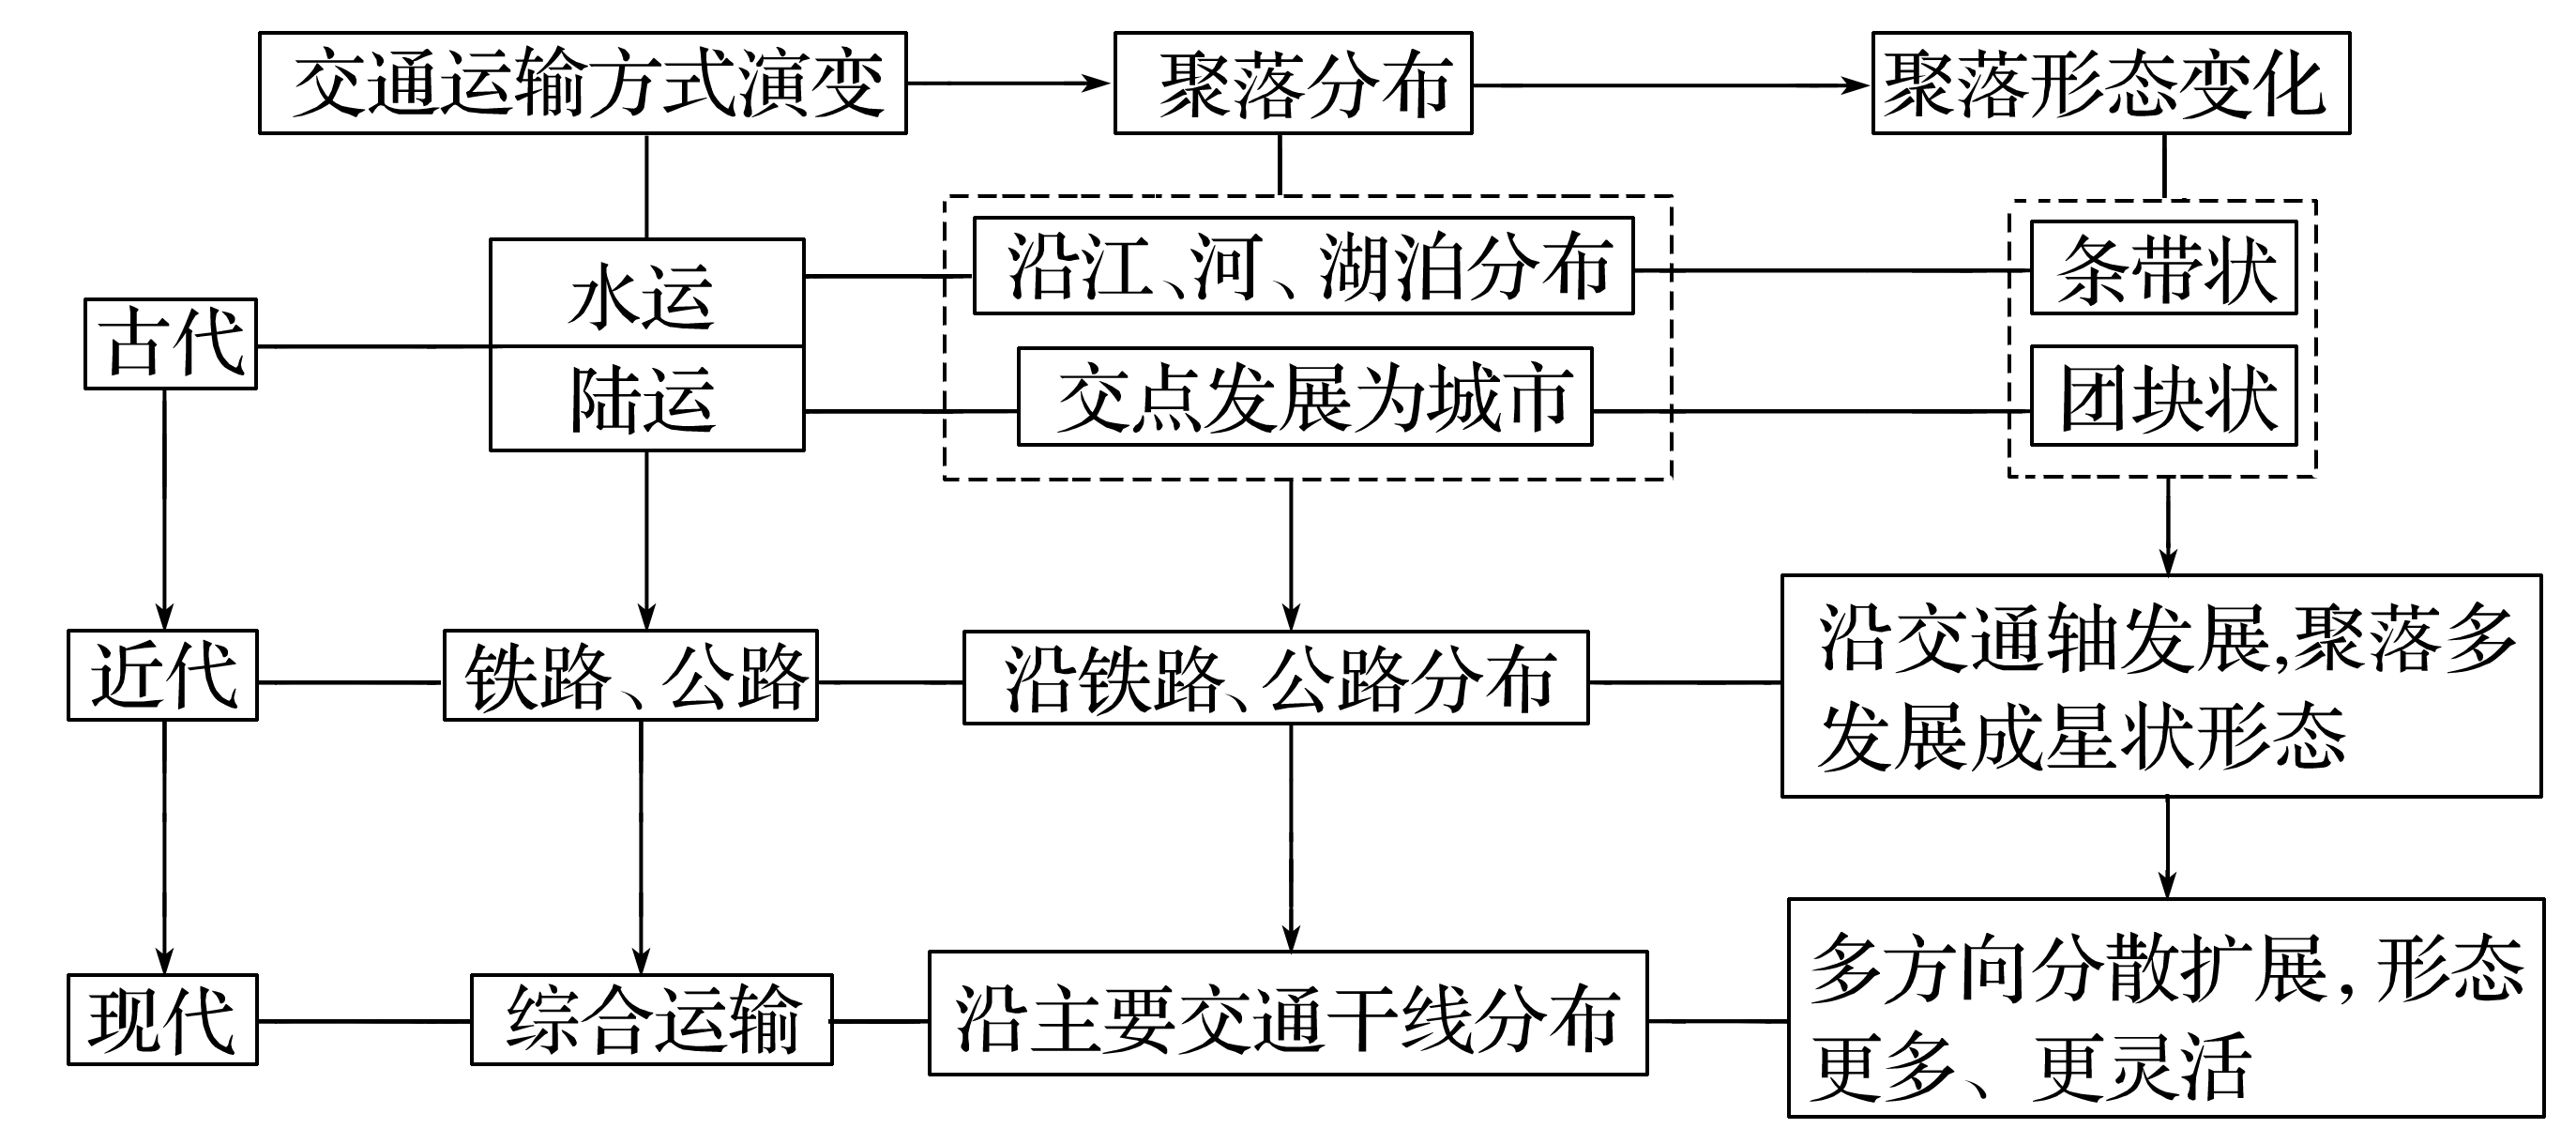 交通运输方式演变
聚落分布
聚落形态变化
古代
水运
沿江、河、湖泊分布
条带状
陆运
交点发展为城市
团块状
近代
铁路、公路
沿铁路、公路分布
沿交通轴发展,聚落多
发展成星状形态
现代
综合运输
沿主要交通干线分布
多方向分散扩展,形态
更多、更灵活